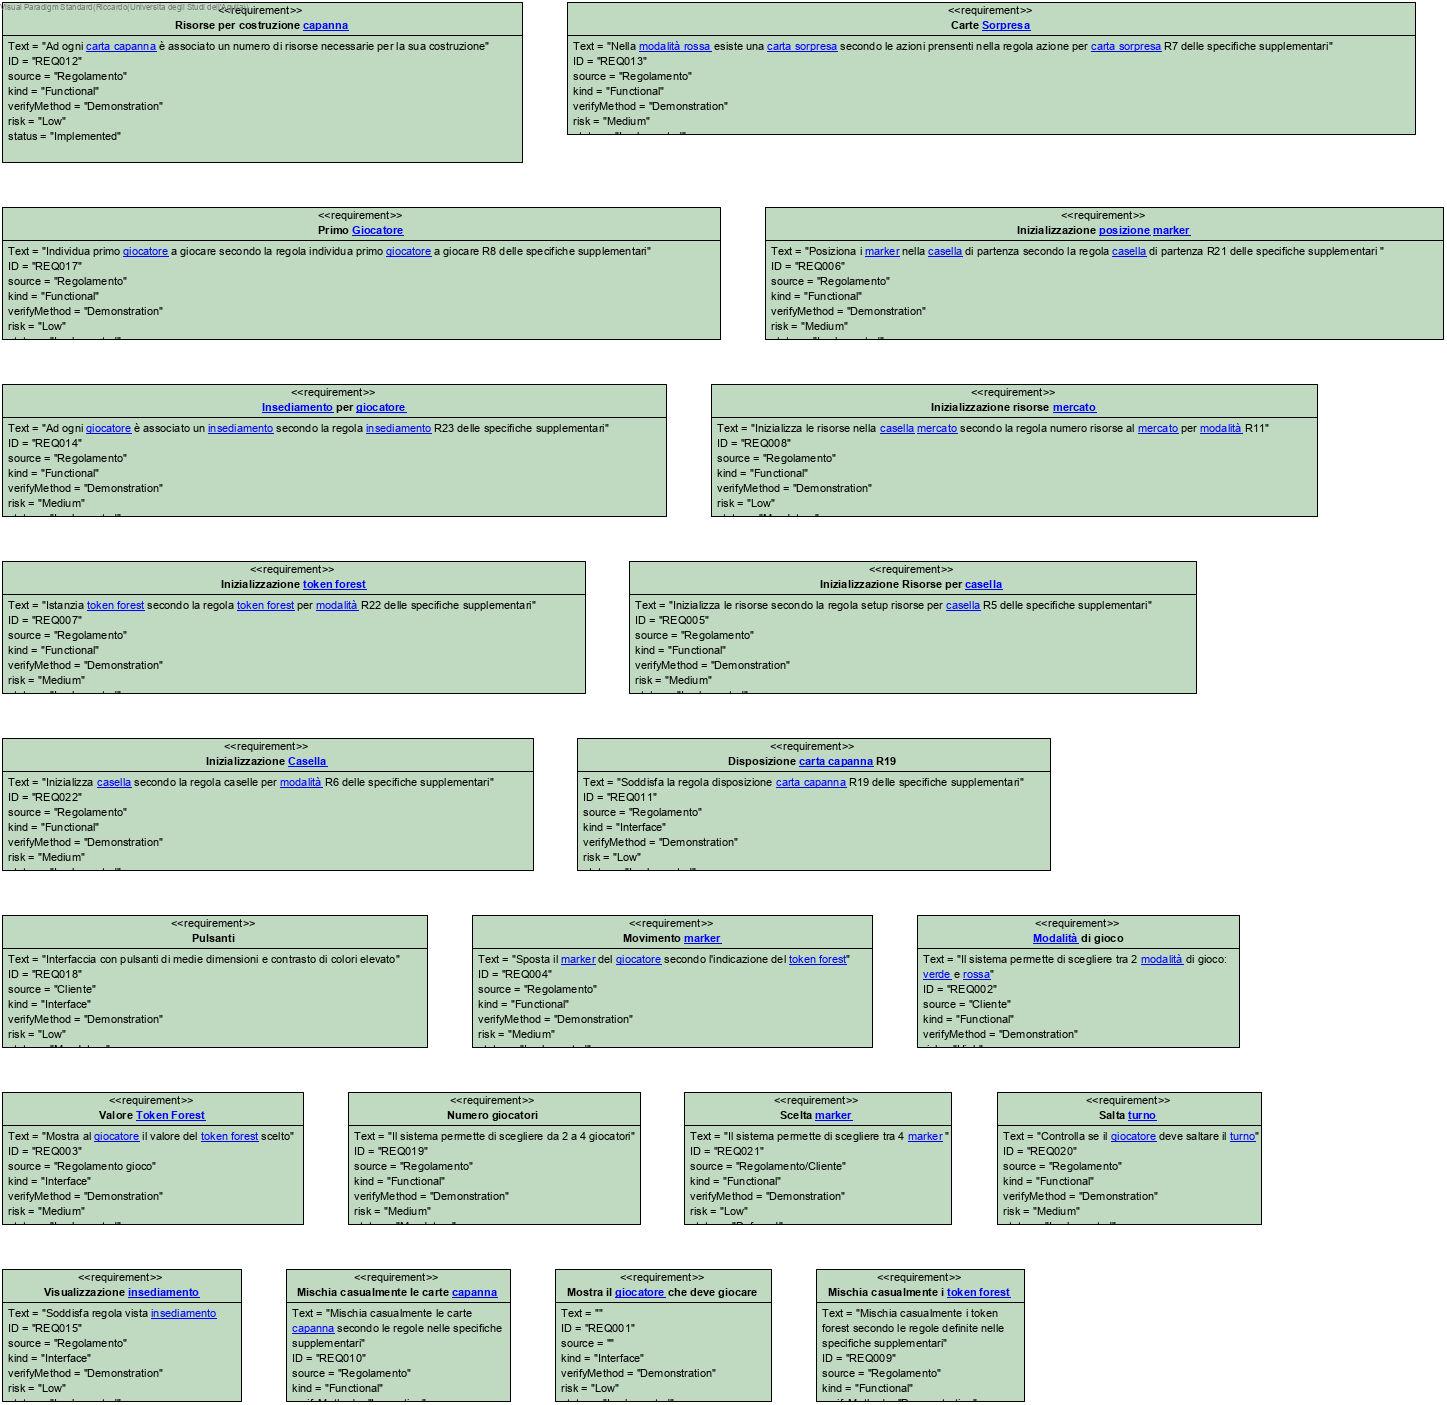 Visual Paradigm Standard(Riccardo(Universita degli Studi dell'Aquila))
<<requirement>>
Risorse per costruzione capanna
Text = "Ad ogni carta capanna è associato un numero di risorse necessarie per la sua costruzione"
ID = "REQ012"
source = "Regolamento"
kind = "Functional"
verifyMethod = "Demonstration"
risk = "Low"
status = "Implemented"
<<requirement>>
Carte Sorpresa
Text = "Nella modalità rossa esiste una carta sorpresa secondo le azioni prensenti nella regola azione per carta sorpresa R7 delle specifiche supplementari"
ID = "REQ013"
source = "Regolamento"
kind = "Functional"
verifyMethod = "Demonstration"
risk = "Medium"
<<requirement>>
Primo Giocatore
Text = "Individua primo giocatore a giocare secondo la regola individua primo giocatore a giocare R8 delle specifiche supplementari"
ID = "REQ017"
source = "Regolamento"
kind = "Functional"
verifyMethod = "Demonstration"
risk = "Low"
<<requirement>>
Inizializzazione posizione marker
Text = "Posiziona i marker nella casella di partenza secondo la regola casella di partenza R21 delle specifiche supplementari "
ID = "REQ006"
source = "Regolamento"
kind = "Functional"
verifyMethod = "Demonstration"
risk = "Medium"
<<requirement>>
Insediamento per giocatore
Text = "Ad ogni giocatore è associato un insediamento secondo la regola insediamento R23 delle specifiche supplementari"
ID = "REQ014"
source = "Regolamento"
kind = "Functional"
verifyMethod = "Demonstration"
risk = "Medium"
<<requirement>>
Inizializzazione risorse mercato
Text = "Inizializza le risorse nella casella mercato secondo la regola numero risorse al mercato per modalità R11"
ID = "REQ008"
source = "Regolamento"
kind = "Functional"
verifyMethod = "Demonstration"
risk = "Low"
<<requirement>>
Inizializzazione token forest
Text = "Istanzia token forest secondo la regola token forest per modalità R22 delle specifiche supplementari"
ID = "REQ007"
source = "Regolamento"
kind = "Functional"
verifyMethod = "Demonstration"
risk = "Medium"
<<requirement>>
Inizializzazione Risorse per casella
Text = "Inizializza le risorse secondo la regola setup risorse per casella R5 delle specifiche supplementari"
ID = "REQ005"
source = "Regolamento"
kind = "Functional"
verifyMethod = "Demonstration"
risk = "Medium"
<<requirement>>
Inizializzazione Casella
Text = "Inizializza casella secondo la regola caselle per modalità R6 delle specifiche supplementari"
ID = "REQ022"
source = "Regolamento"
kind = "Functional"
verifyMethod = "Demonstration"
risk = "Medium"
<<requirement>>
Disposizione carta capanna R19
Text = "Soddisfa la regola disposizione carta capanna R19 delle specifiche supplementari"
ID = "REQ011"
source = "Regolamento"
kind = "Interface"
verifyMethod = "Demonstration"
risk = "Low"
<<requirement>>
Pulsanti
Text = "Interfaccia con pulsanti di medie dimensioni e contrasto di colori elevato"
ID = "REQ018"
source = "Cliente"
kind = "Interface"
verifyMethod = "Demonstration"
risk = "Low"
<<requirement>>
Movimento marker
Text = "Sposta il marker del giocatore secondo l'indicazione del token forest"
ID = "REQ004"
source = "Regolamento"
kind = "Functional"
verifyMethod = "Demonstration"
risk = "Medium"
<<requirement>>
Modalità di gioco
Text = "Il sistema permette di scegliere tra 2 modalità di gioco:
verde e rossa"
ID = "REQ002"
source = "Cliente"
kind = "Functional"
verifyMethod = "Demonstration"
<<requirement>>
Valore Token Forest
Text = "Mostra al giocatore il valore del token forest scelto"
ID = "REQ003"
source = "Regolamento gioco"
kind = "Interface"
verifyMethod = "Demonstration"
risk = "Medium"
<<requirement>>
Numero giocatori
Text = "Il sistema permette di scegliere da 2 a 4 giocatori"
ID = "REQ019"
source = "Regolamento"
kind = "Functional"
verifyMethod = "Demonstration"
risk = "Medium"
<<requirement>>
Scelta marker
Text = "Il sistema permette di scegliere tra 4 marker "
ID = "REQ021"
source = "Regolamento/Cliente"
kind = "Functional"
verifyMethod = "Demonstration"
risk = "Low"
<<requirement>>
Salta turno
Text = "Controlla se il giocatore deve saltare il turno"
ID = "REQ020"
source = "Regolamento"
kind = "Functional"
verifyMethod = "Demonstration"
risk = "Medium"
<<requirement>>
Visualizzazione insediamento
Text = "Soddisfa regola vista insediamento
ID = "REQ015"
source = "Regolamento"
kind = "Interface"
verifyMethod = "Demonstration"
risk = "Low"
<<requirement>>
Mischia casualmente le carte capanna
Text = "Mischia casualmente le carte
capanna secondo le regole nelle specifiche
supplementari"
ID = "REQ010"
source = "Regolamento"
kind = "Functional"
<<requirement>>
Mostra il giocatore che deve giocare
Text = ""
ID = "REQ001"
source = ""
kind = "Interface"
verifyMethod = "Demonstration"
risk = "Low"
<<requirement>>
Mischia casualmente i token forest
Text = "Mischia casualmente i token
forest secondo le regole definite nelle
specifiche supplementari"
ID = "REQ009"
source = "Regolamento"
kind = "Functional"